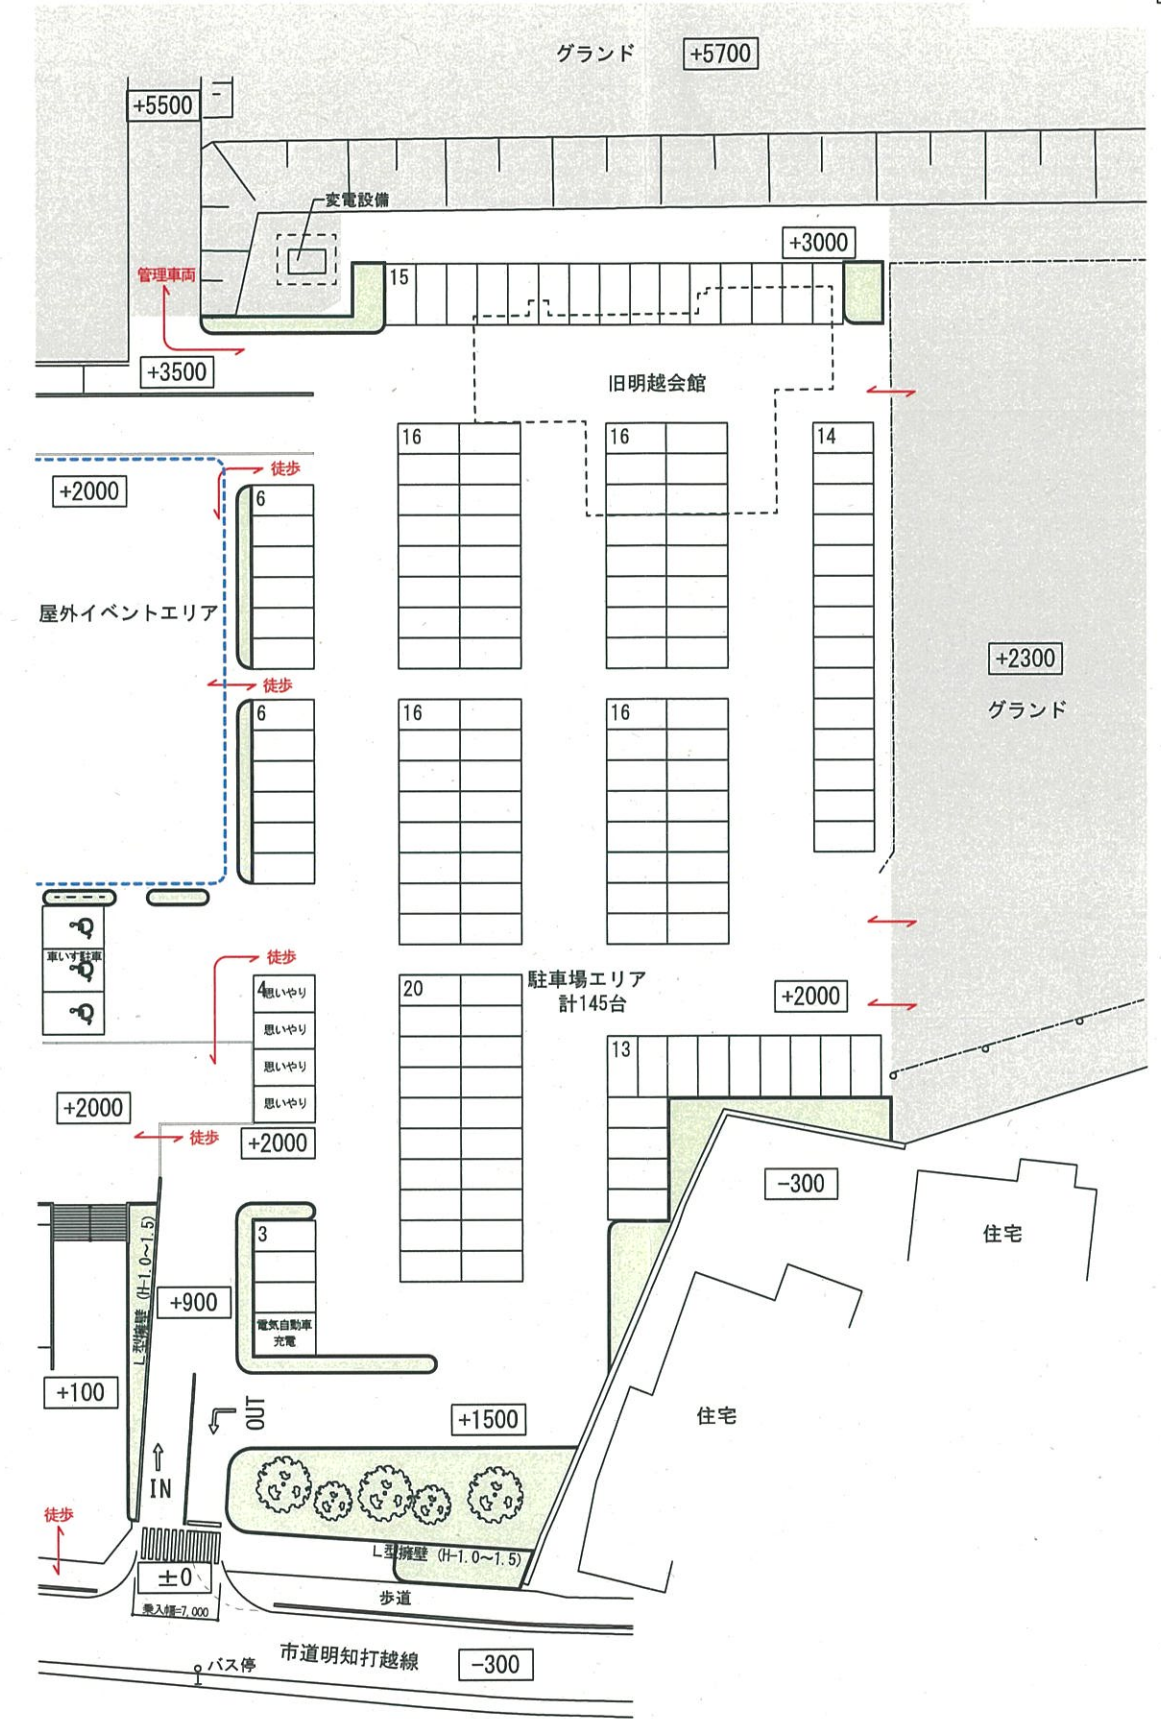 グランド
+5700
+5500
変電設備
+3000
管理車両
15
+3500
旧明越会館
16
16
14
徒歩
+2000
6
屋外イベントエリア
+2300
徒歩
グランド
6
16
16
徒歩
車いす駐車
4
思いやり
20
駐車場エリア
計145台
+2000
思いやり
13
思いやり
思いやり
+2000
徒歩
+2000
-300
L型擁壁 (H-1.0~1.5)
3
住宅
+900
電気自動車
充電
+100
OUT
+1500
住宅
IN
徒歩
L型擁壁 (H-1.0~1.5)
±0
歩道
乗入幅=7,000
市道明知打越線
-300
バス停